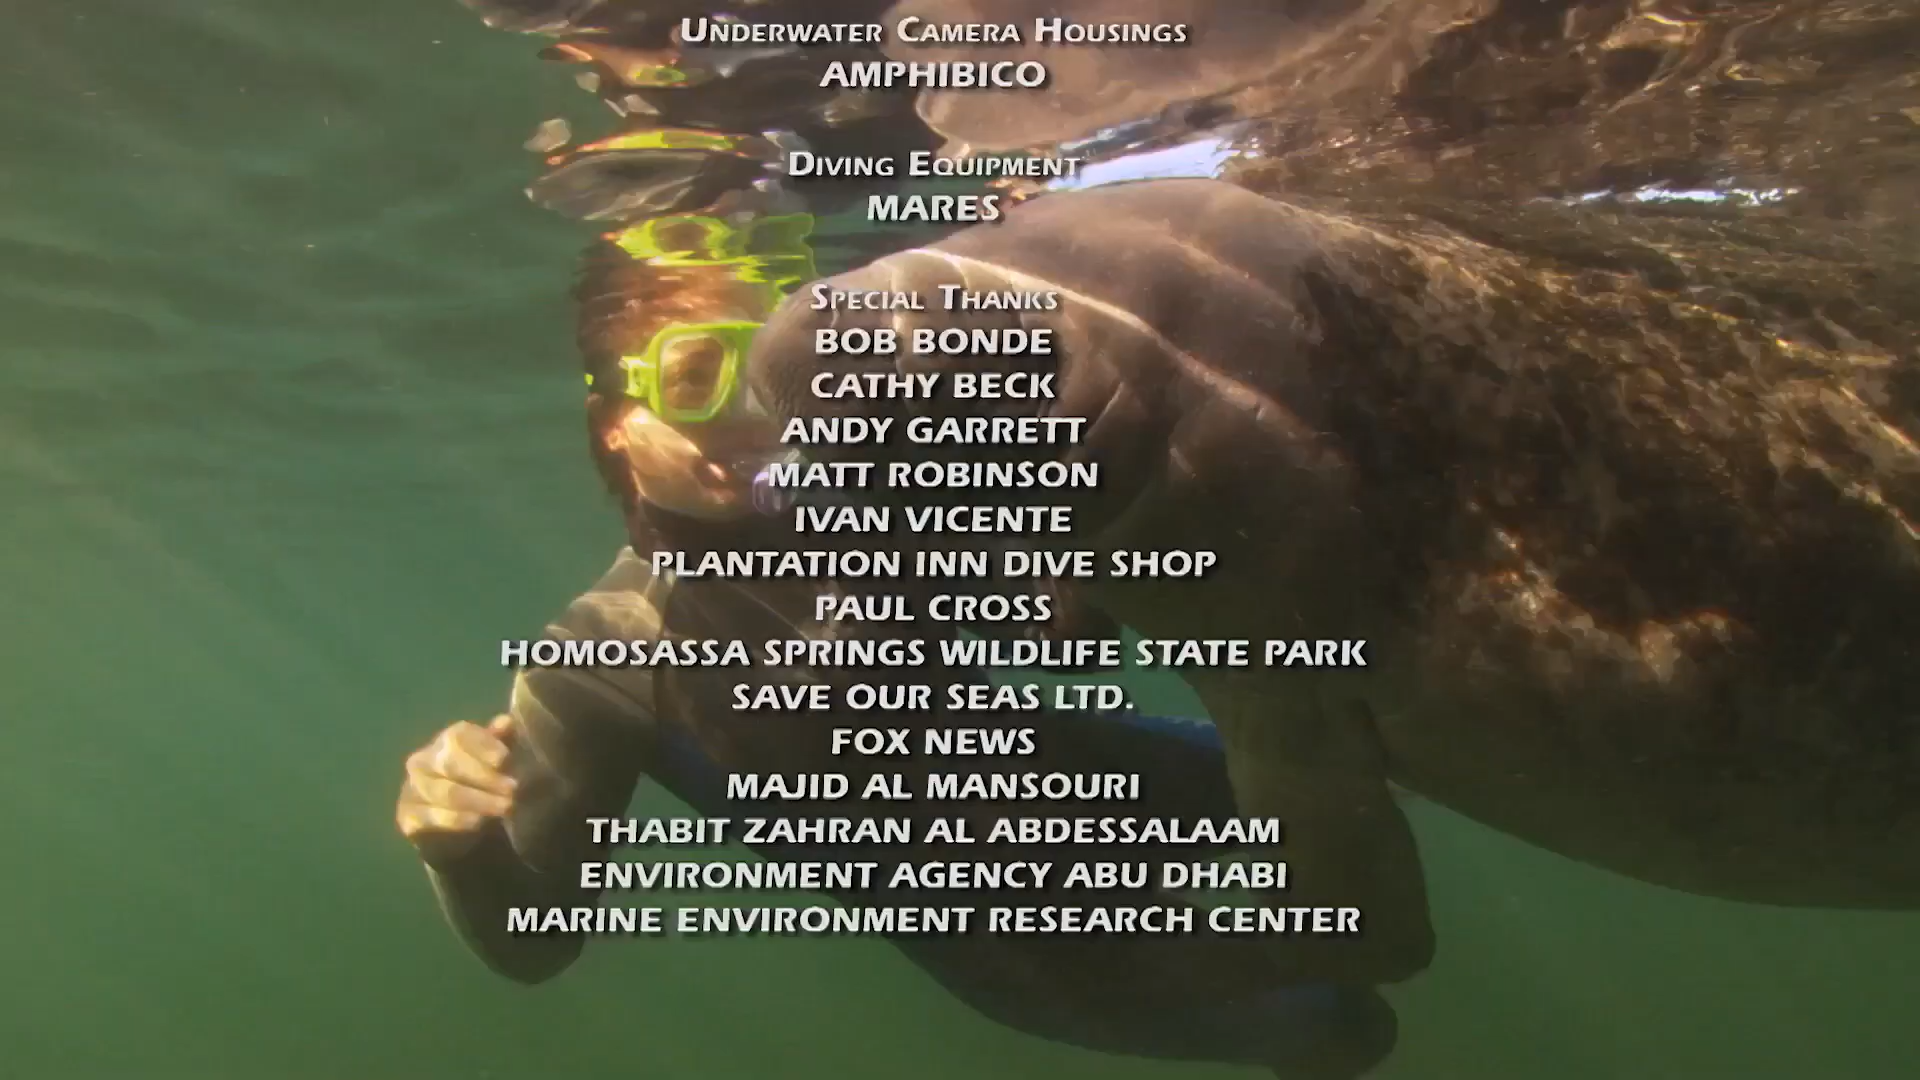 UNDERWATER CAMERA HOUSINGS
AMPHIBICO
DIVING EQUIPMENT
MARES
SPECIAL THANKS
BOB BONDE
CATHY BECK
ANDY GARRETT
MATT ROBINSON
IVAN VICENTE
PLANTATION INN DIVE SHOP
PAUL CROSS
HOMOSASSA SPRINGS WILDLIFE STATE PARK
SAVE OUR SEAS LTD.
FOX NEWS
MAJID AL MANSOURI
THABIT ZAHRAN AL ABDESSALAAM
ENVIRONMENT AGENCY ABU DHABI
MARINE ENVIRONMENT RESEARCH CENTER